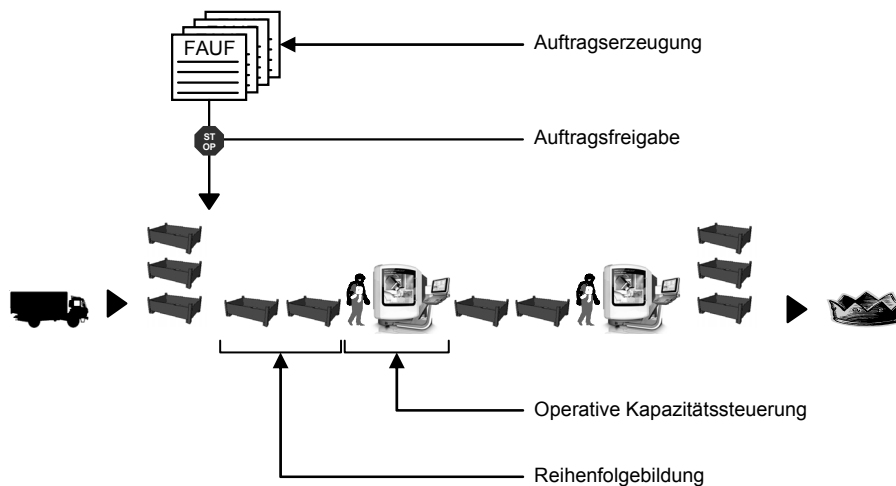 FAUF
Auftragserzeugung
ST
OP
Auftragsfreigabe
Operative Kapazitätssteuerung
Reihenfolgebildung